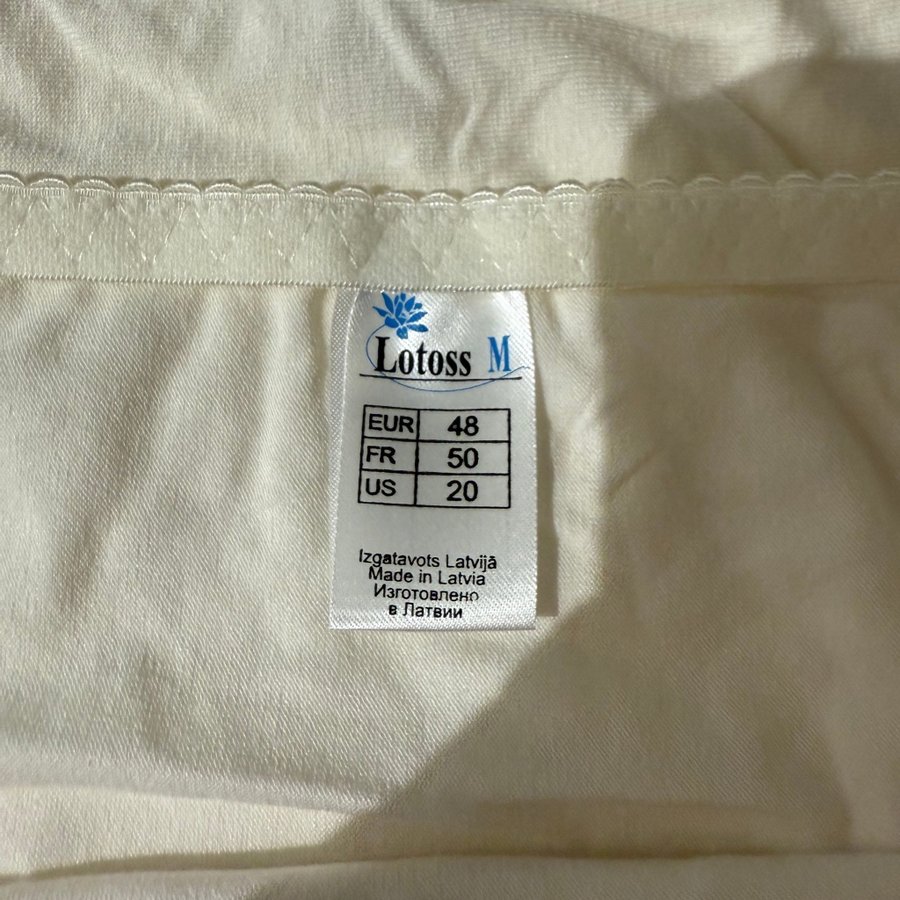 Lotoss M
EUR 48
FR 50
US 20
Izgatavots Latvijā
Made in Latvia
Изготовлено
в Латвии